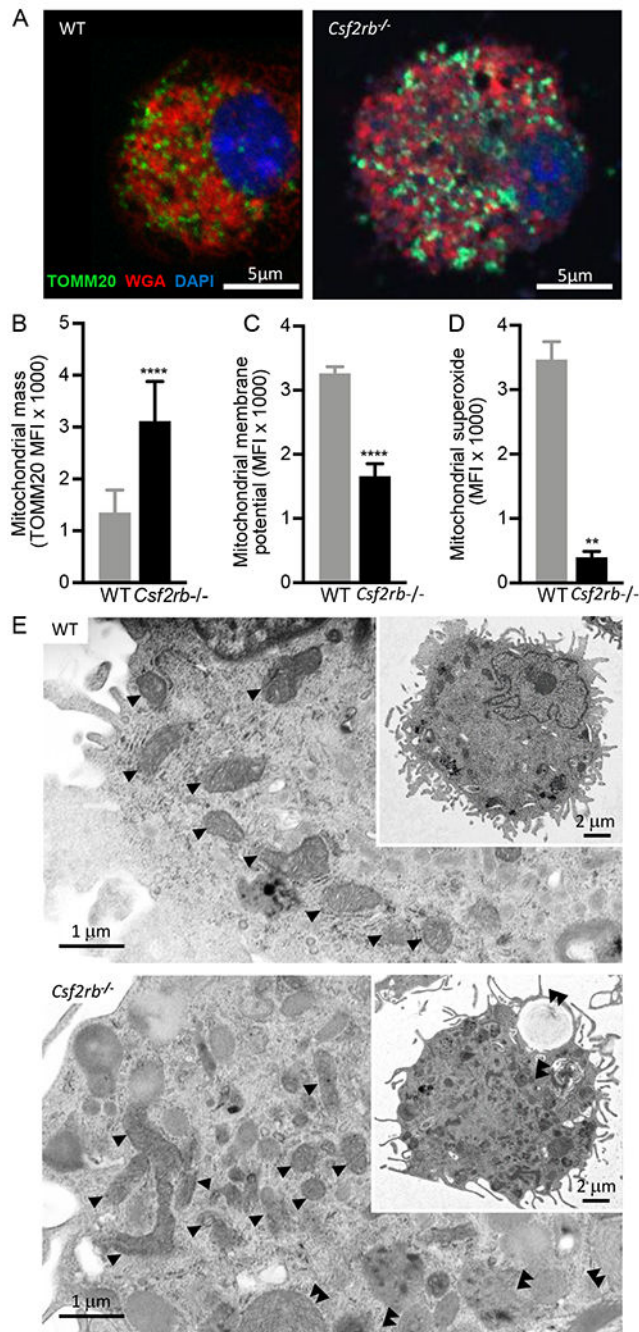 A
WT
Csf2rb-/-
TOMM20 WGA DAPI
5μm
5μm
B
Mitochondrial mass
(TOMM20 MFI x 1000)
5
4
3
2
1
0
****
WT Csf2rb-/-
C
Mitochondrial membrane
potential (MFI x 1000)
4
3
2
1
0
****
WT Csf2rb-/-
D
Mitochondrial superoxide
(MFI x 1000)
4
3
2
1
0
**
WT Csf2rb-/-
E
WT
2 μm
1 μm
Csf2rb-/-
2 μm
1 μm